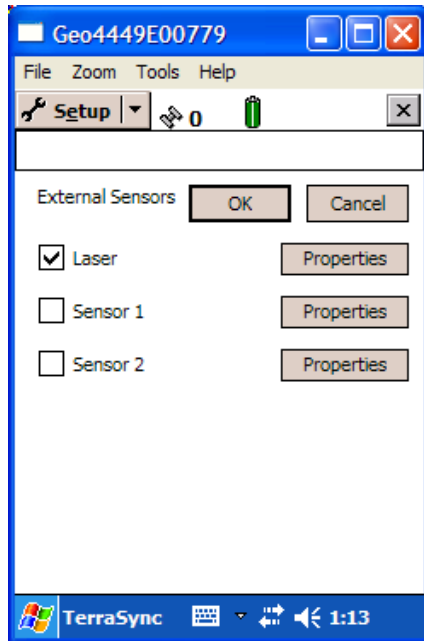 Geo4449E00779
File Zoom Tools Help
Setup 0
External Sensors OK Cancel
Laser Properties
Sensor 1 Properties
Sensor 2 Properties
TerraSync 1:13